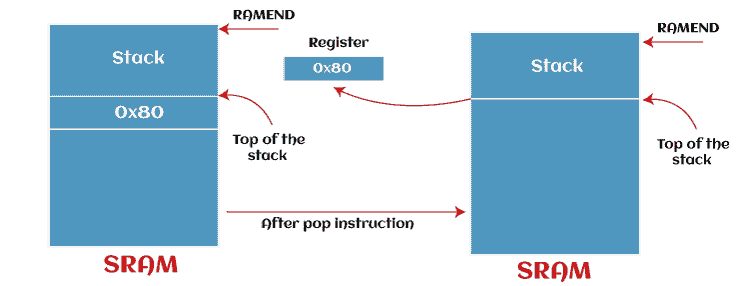 RAMEND
Stack
0x80
Top of the
stack
SRAM
Register
0x80
After pop instruction
RAMEND
Stack
Top of the
stack
SRAM